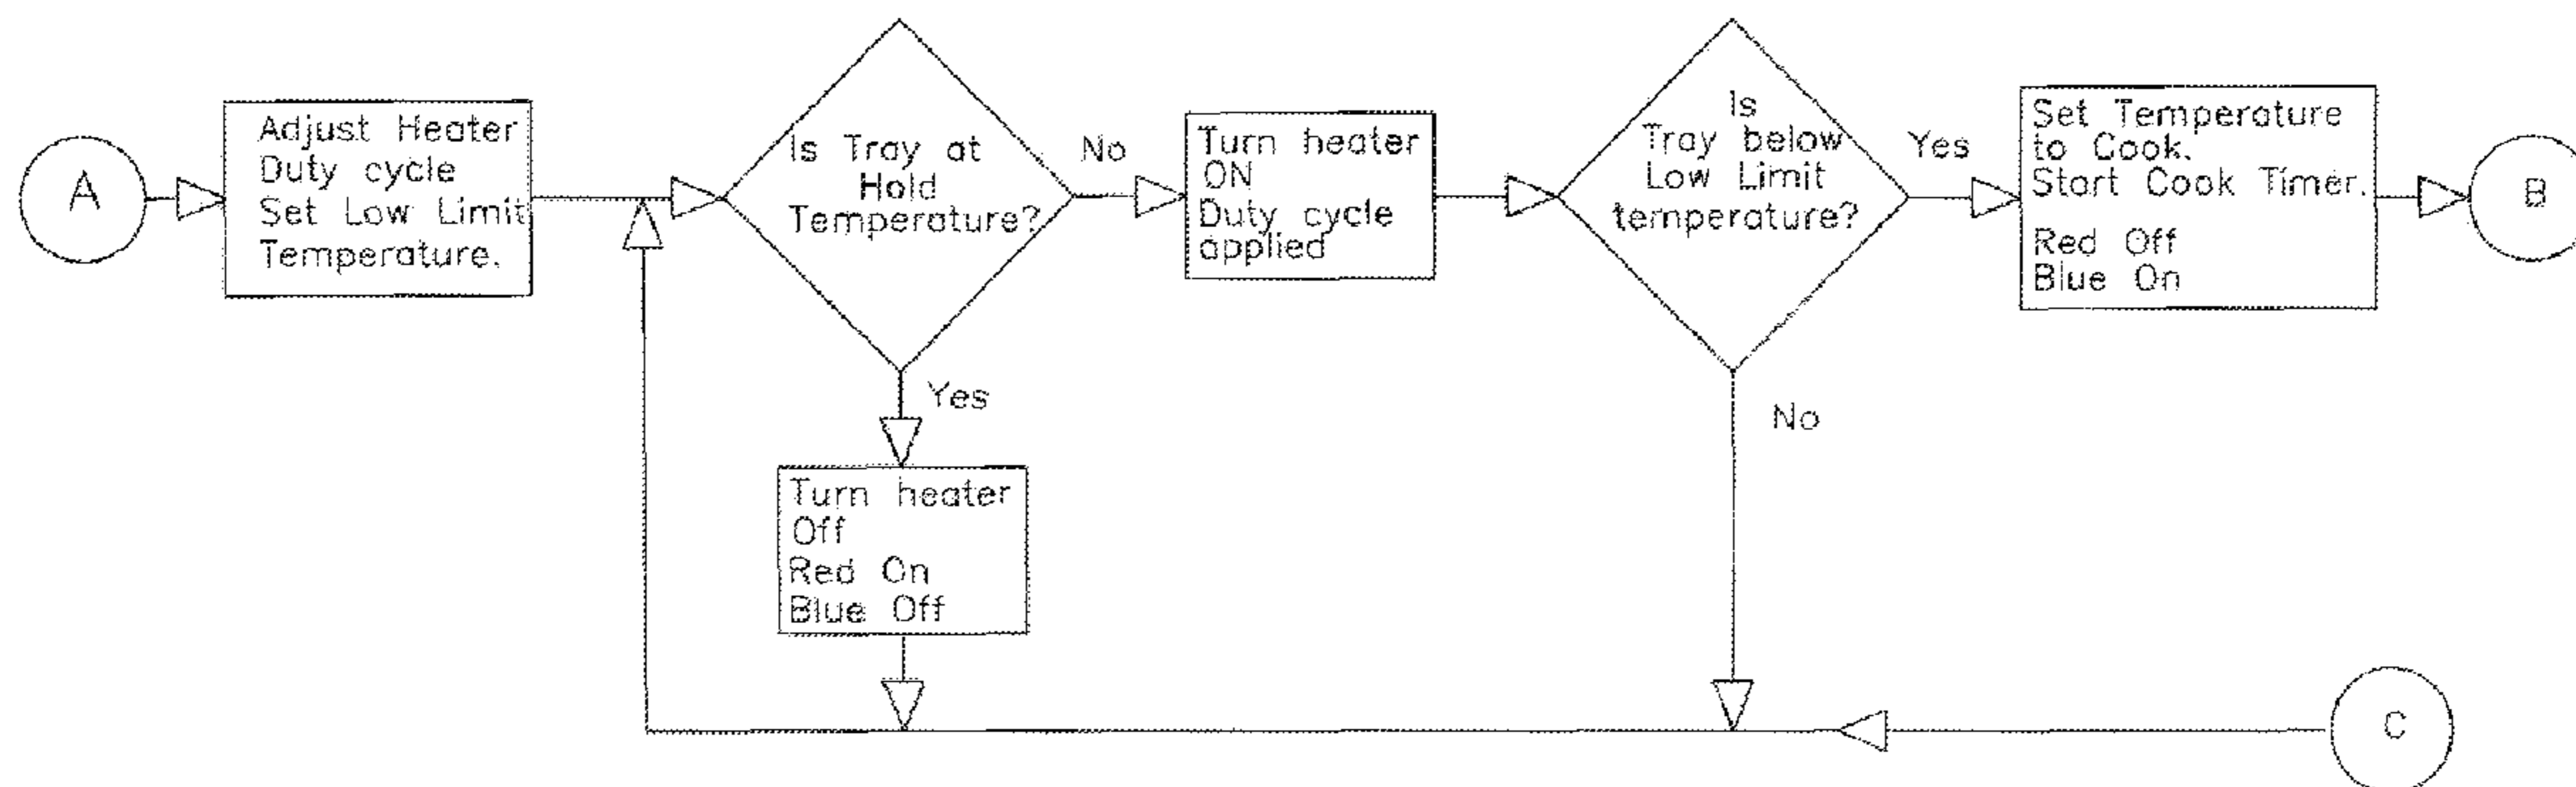 A
Adjust Heater
Duty cycle
Set Low Limit
Temperature.
Is Tray at
Hold
Temperature?
No
Yes
Turn heater
Off
Red On
Blue Off
Turn heater
ON
Duty cycle
applied
Is
Tray below
Low Limit
temperature?
Yes
No
Set Temperature
to Cook.
Start Cook Timer.
Red Off
Blue On
B
C